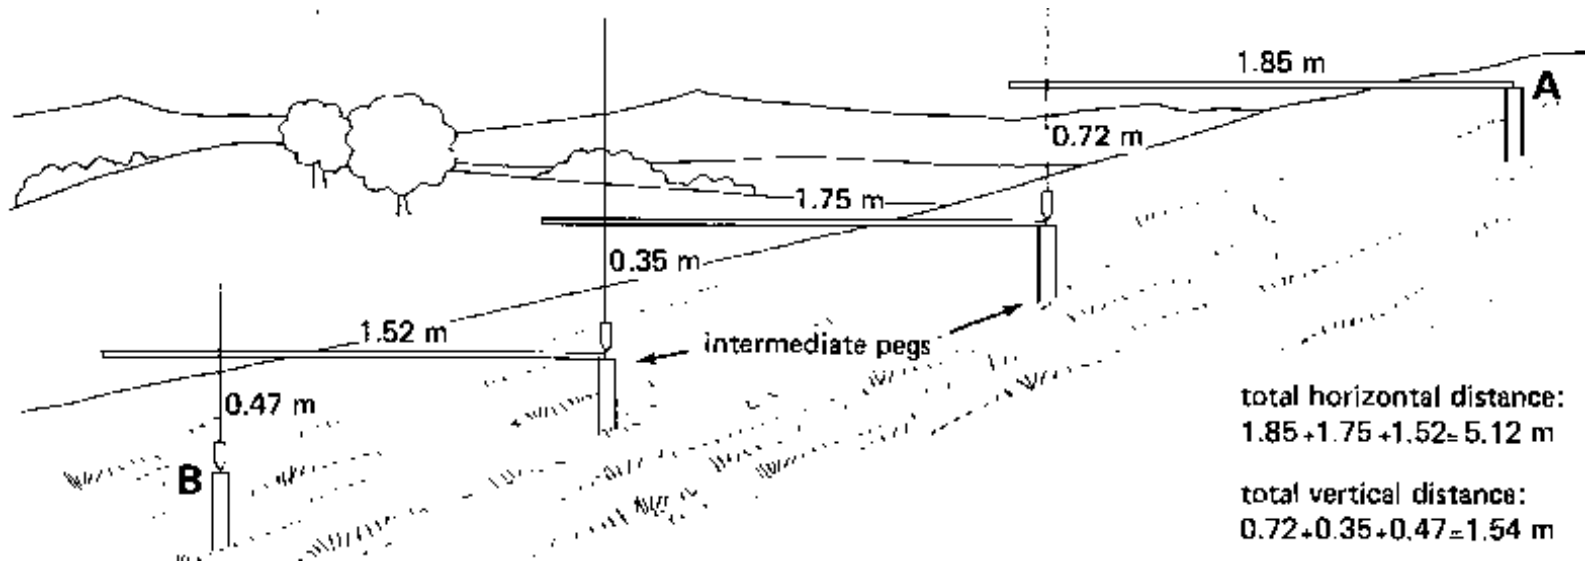 1.85 m
A
0.72 m
1.75 m
0.35 m
1.52 m
intermediate pegs
0.47 m
B
total horizontal distance:
1.85+1.75+1.52=5.12 m
total vertical distance:
0.72+0.35+0.47=1.54 m